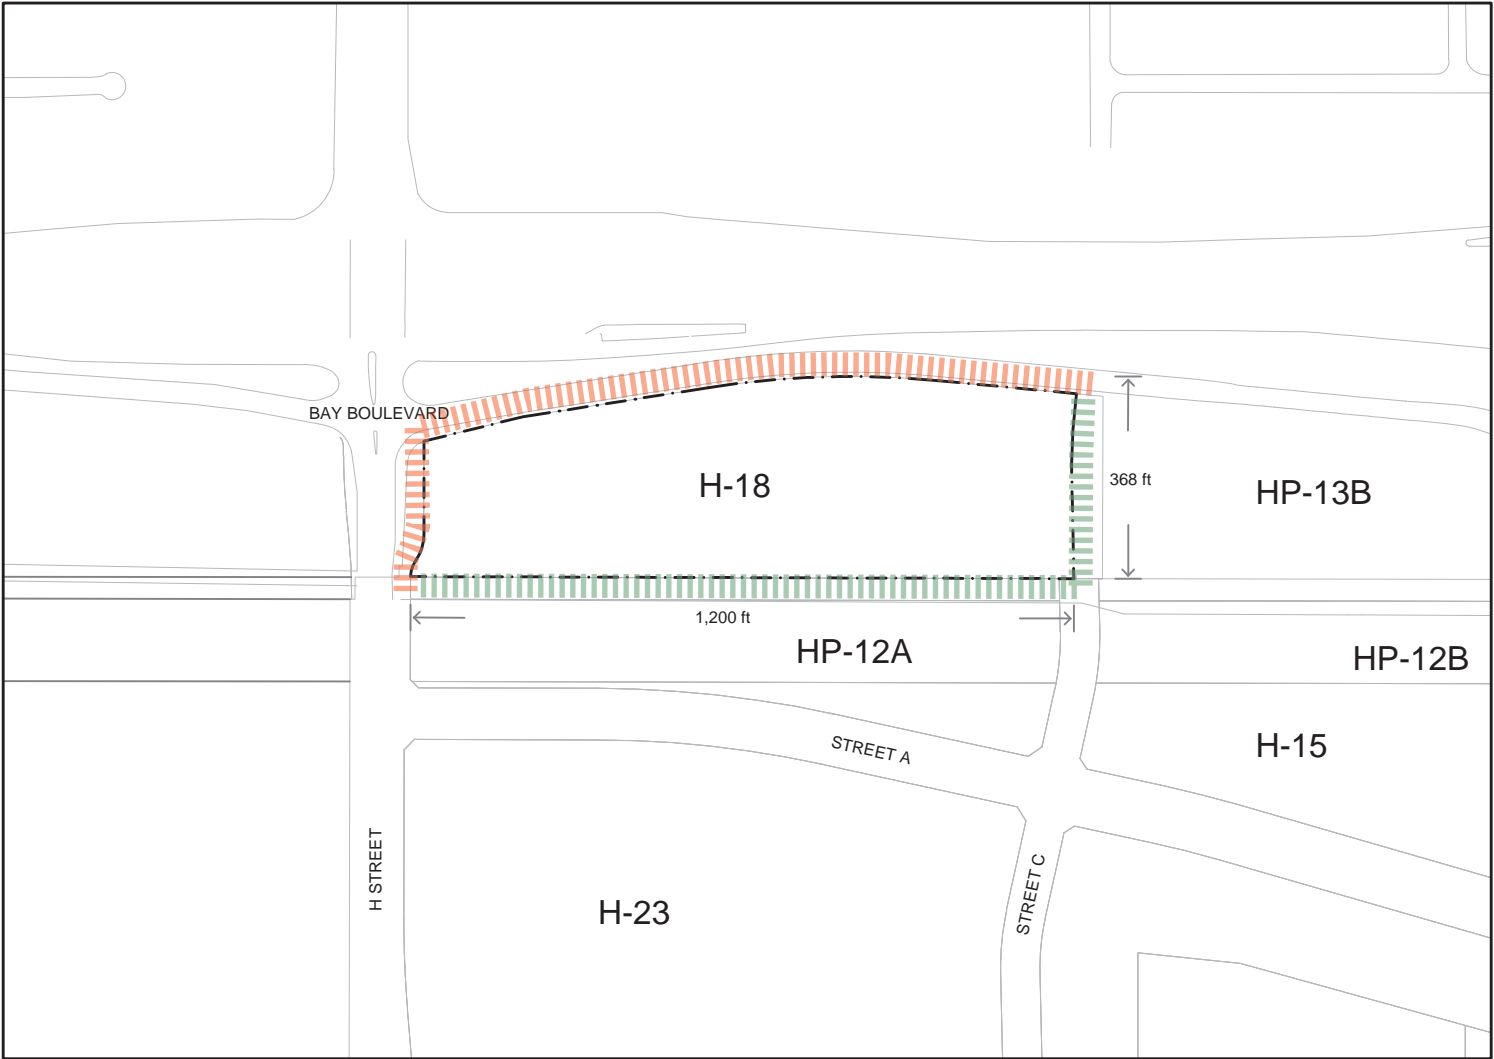 BAY BOULEVARD
H-18
368 ft
HP-13B
1,200 ft
HP-12A
HP-12B
STREET A
H-15
H STREET
STREET C
H-23